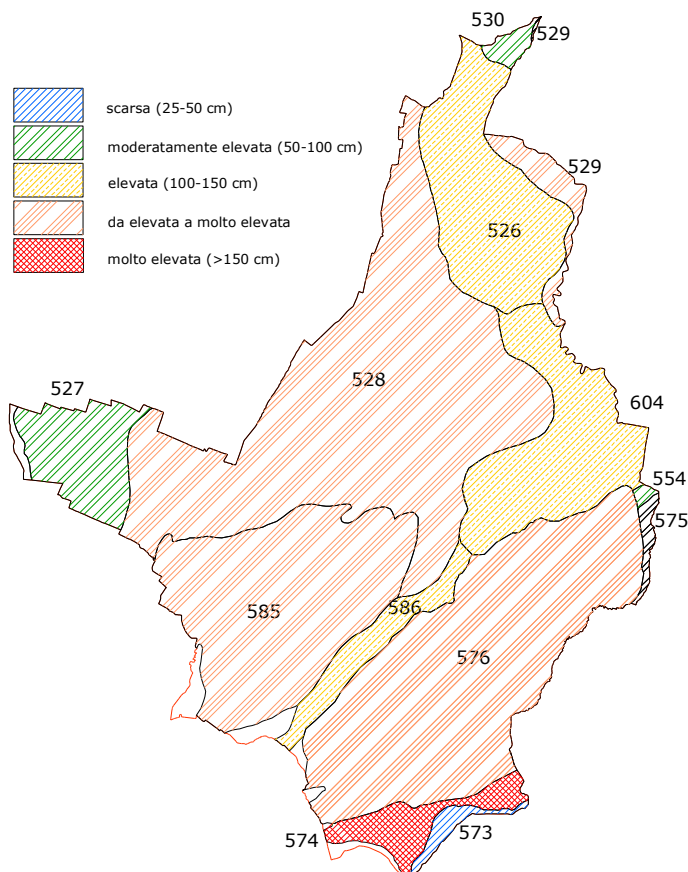 530
529
scarsa (25-50 cm)
moderatamente elevata (50-100 cm)
elevata (100-150 cm)
da elevata a molto elevata
molto elevata (>150 cm)
529
526
528
527
604
554
575
585
586
576
574
573